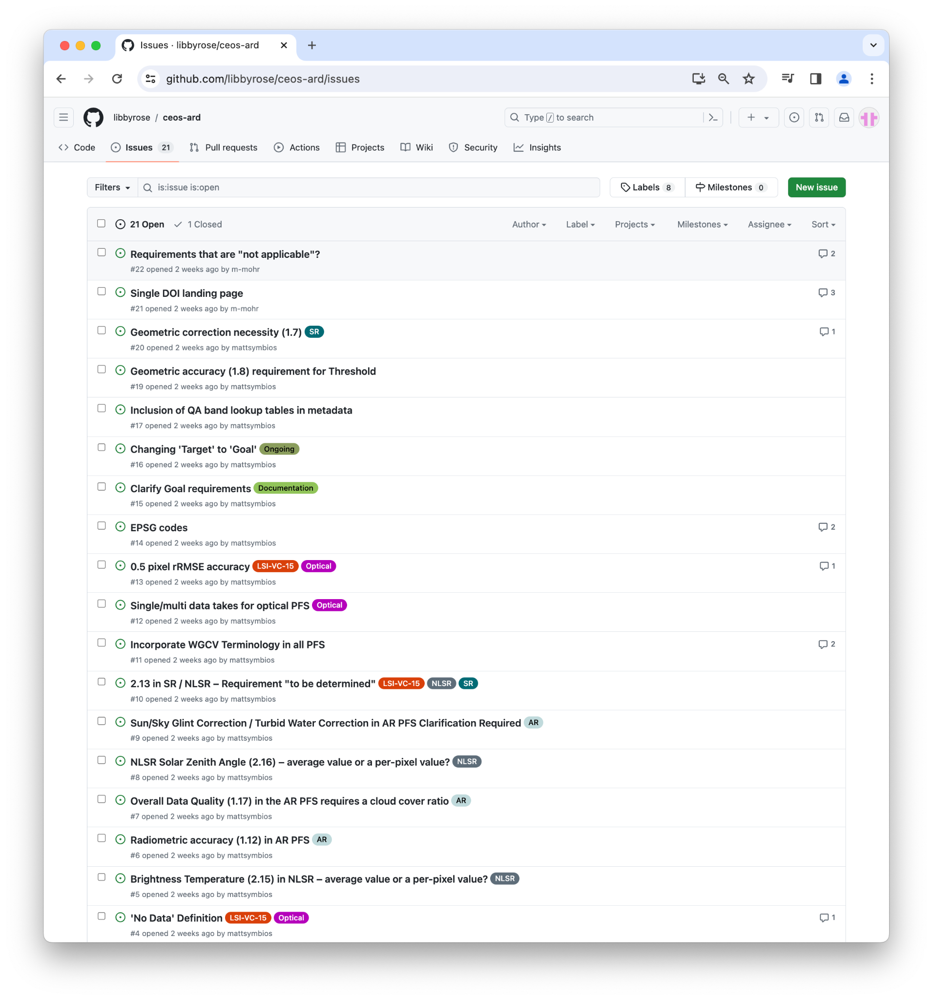 Issues · libbyrose/ceos-ard
github.com/libbyrose/ceos-ard/issues
libbyrose / ceos-ard
Type / to search
Code Issues 21 Pull requests Actions Projects Wiki Security Insights
Filters is:issue is:open Labels 8 Milestones 0 New issue
21 Open 1 Closed Author Label Projects Milestones Assignee Sort
Requirements that are "not applicable"? 2
#22 opened 2 weeks ago by m-mohr
Single DOI landing page 3
#21 opened 2 weeks ago by m-mohr
Geometric correction necessity (1.7) SR 1
#20 opened 2 weeks ago by mattsymbios
Geometric accuracy (1.8) requirement for Threshold
#19 opened 2 weeks ago by mattsymbios
Inclusion of QA band lookup tables in metadata
#17 opened 2 weeks ago by mattsymbios
Changing 'Target' to 'Goal' Ongoing
#16 opened 2 weeks ago by mattsymbios
Clarify Goal requirements Documentation
#15 opened 2 weeks ago by mattsymbios
EPSG codes 2
#14 opened 2 weeks ago by mattsymbios
0.5 pixel rRMSE accuracy LSI-VC-15 Optical 1
#13 opened 2 weeks ago by mattsymbios
Single/multi data takes for optical PFS Optical
#12 opened 2 weeks ago by mattsymbios
Incorporate WGCV Terminology in all PFS 2
#11 opened 2 weeks ago by mattsymbios
2.13 in SR / NLSR – Requirement "to be determined" LSI-VC-15 NLSR SR
#10 opened 2 weeks ago by mattsymbios
Sun/Sky Glint Correction / Turbid Water Correction in AR PFS Clarification Required AR
#9 opened 2 weeks ago by mattsymbios
NLSR Solar Zenith Angle (2.16) – average value or a per-pixel value? NLSR
#8 opened 2 weeks ago by mattsymbios
Overall Data Quality (1.17) in the AR PFS requires a cloud cover ratio AR
#7 opened 2 weeks ago by mattsymbios
Radiometric accuracy (1.12) in AR PFS AR
#6 opened 2 weeks ago by mattsymbios
Brightness Temperature (2.15) in NLSR – average value or a per-pixel value? NLSR
#5 opened 2 weeks ago by mattsymbios
'No Data' Definition LSI-VC-15 Optical 1
#4 opened 2 weeks ago by mattsymbios